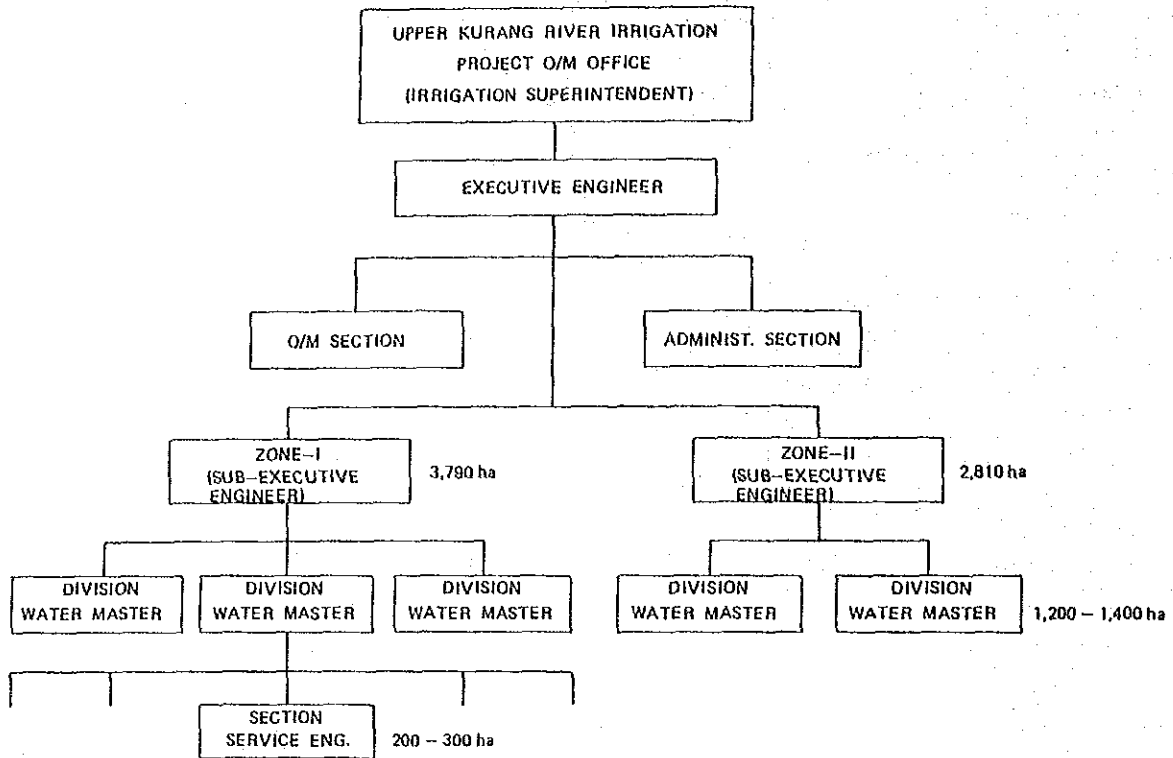 UPPER KURANG RIVER IRRIGATION
PROJECT O/M OFFICE
(IRRIGATION SUPERINTENDENT)
EXECUTIVE ENGINEER
O/M SECTION
ADMINIST. SECTION
ZONE-I
(SUB-EXECUTIVE
ENGINEER)
3,790 ha
ZONE-II
(SUB-EXECUTIVE
ENGINEER)
2,810 ha
DIVISION
WATER MASTER
DIVISION
WATER MASTER
DIVISION
WATER MASTER
DIVISION
WATER MASTER
DIVISION
WATER MASTER
1,200 – 1,400 ha
SECTION
SERVICE ENG.
200 – 300 ha